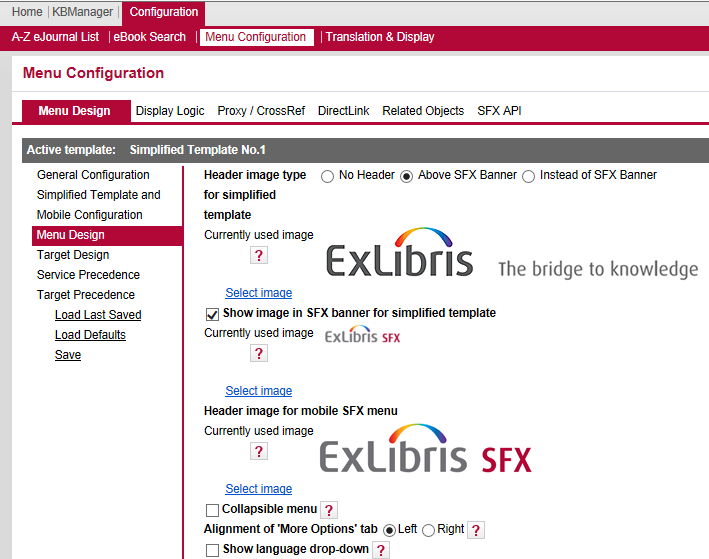 Home | KBManager | Configuration
A-Z eJournal List | eBook Search | Menu Configuration | Translation & Display
Menu Configuration
Menu Design Display Logic Proxy / CrossRef DirectLink Related Objects SFX API
Active template: Simplified Template No.1
General Configuration
Simplified Template and
Mobile Configuration
Menu Design
Target Design
Service Precedence
Target Precedence
Load Last Saved
Load Defaults
Save
Header image type No Header Above SFX Banner Instead of SFX Banner
for simplified
template
Currently used image
?
ExLibris The bridge to knowledge
Select image
Show image in SFX banner for simplified template
Currently used image ExLibris SFX
?
Select image
Header image for mobile SFX menu
Currently used image
?
ExLibris SFX
Select image
Collapsible menu ?
Alignment of 'More Options' tab Left Right ?
Show language drop-down ?